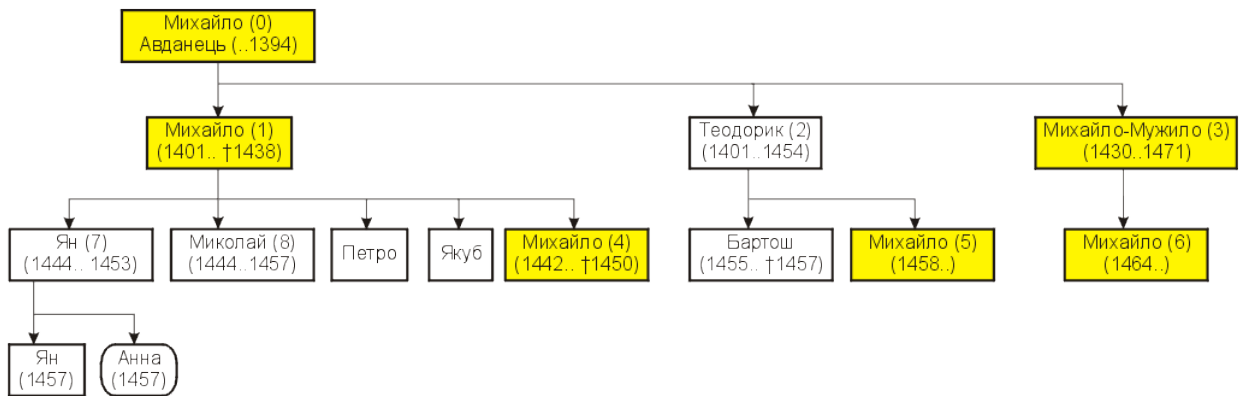 Михайло (0)
Авданець (..1394)
Михайло (1)
(1401.. †1438)
Теодорик (2)
(1401..1454)
Михайло-Мужило (3)
(1430..1471)
Ян (7)
(1444.. 1453)
Миколай (8)
(1444..1457)
Петро
Якуб
Михайло (4)
(1442.. †1450)
Бартош
(1455.. †1457)
Михайло (5)
(1458..)
Михайло (6)
(1464..)
Ян
(1457)
Анна
(1457)